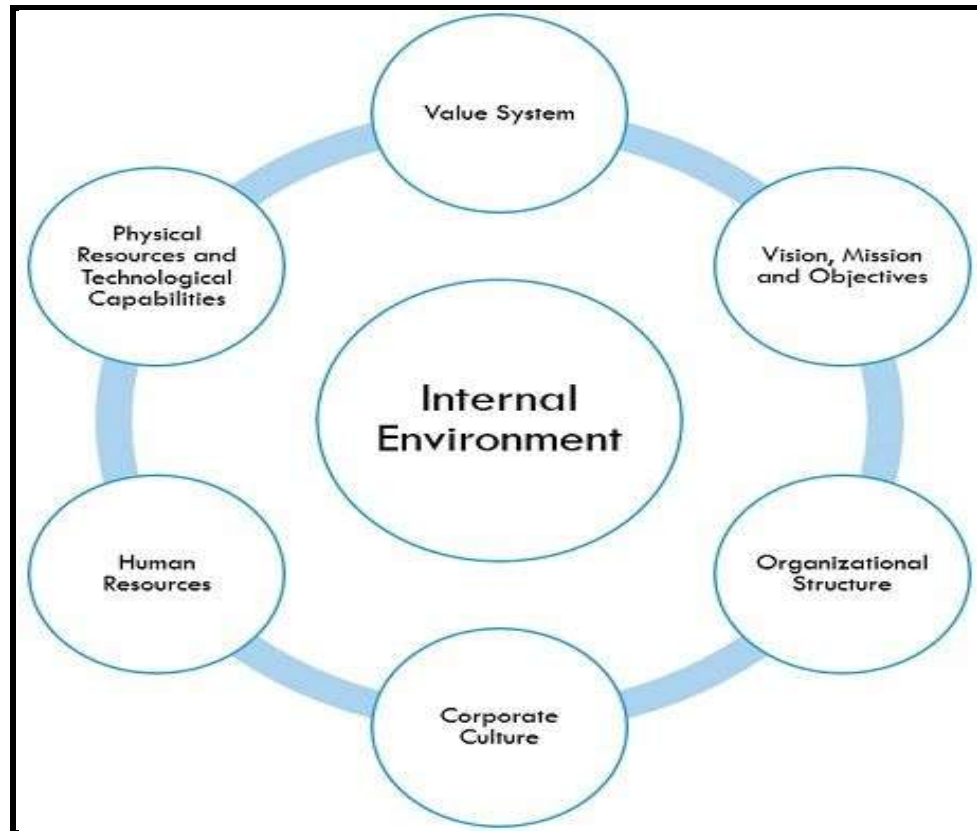 Value System
Vision, Mission
and Objectives
Organizational
Structure
Corporate
Culture
Human
Resources
Physical
Resources and
Technological
Capabilities
Internal
Environment